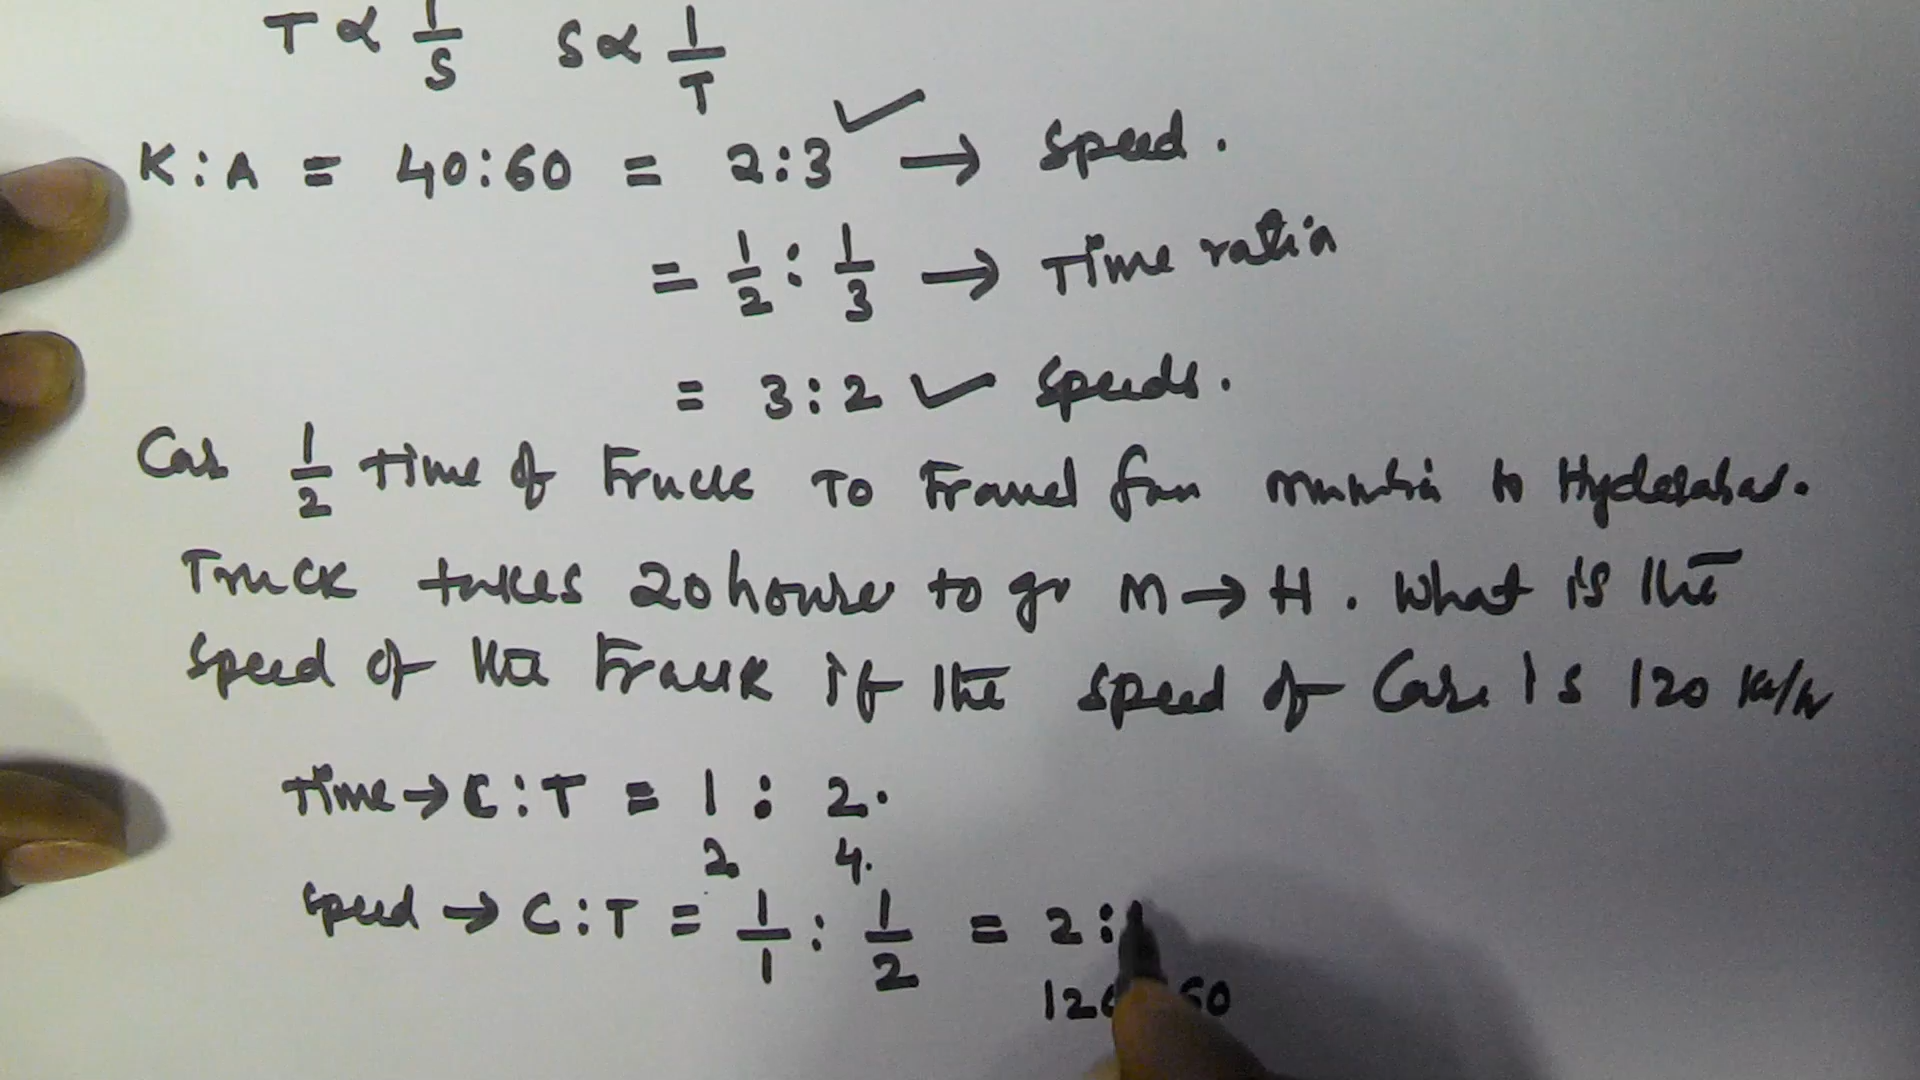 T ∝ 1/S S ∝ 1/T
K : A = 40 : 60 = 2 : 3 ✓ → Speed.
= 1/2 : 1/3 → Time ratio
= 3 : 2 ✓ Speeds.
Car 1/2 time of Truck To Travel from Mumbai to Hyderabad.
Truck takes 20 hours to go M → H. What is the
Speed of the Truck if the speed of Car is 120 km/hr
Time → C : T = 1 : 2.
2 4.
Speed → C : T = 1/1 : 1/2 = 2 :